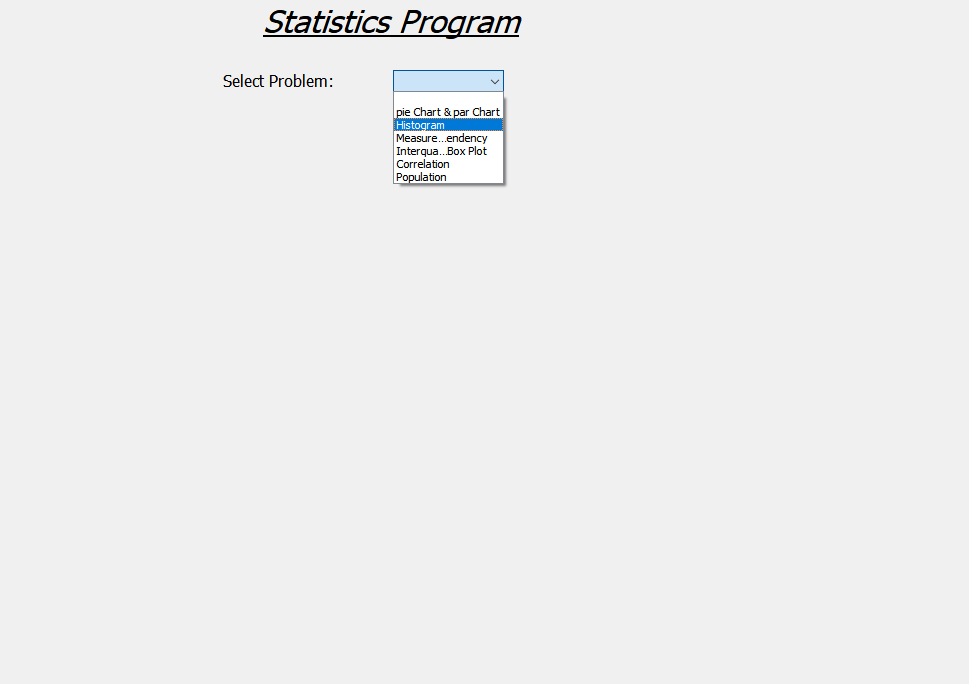 Statistics Program
Select Problem:
pie Chart & par Chart
Histogram
Measure...endency
Interqua...Box Plot
Correlation
Population